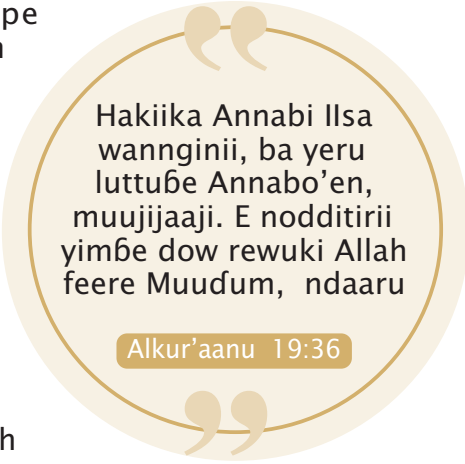 pe
Hakiika Annabi IIsa
wannginii, ba yeru
luttuɓe Annabo'en,
muujijaaji. E nodditirii
yimɓe dow rewuki Allah
feere Muuɗum, ndaaru
Alkur'aanu 19:36
h